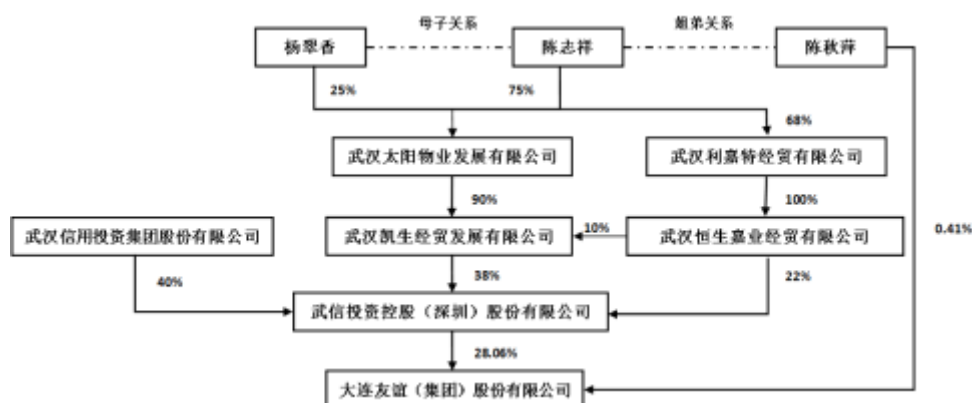 母子关系
姐弟关系
杨翠香
陈志祥
陈秋萍
25%
75%
68%
武汉太阳物业发展有限公司
武汉利嘉特经贸有限公司
90%
100%
武汉信用投资集团股份有限公司
武汉凯生经贸发展有限公司
10%
武汉恒生嘉业经贸有限公司
0.41%
40%
38%
22%
武信投资控股（深圳）股份有限公司
28.06%
大连友谊（集团）股份有限公司